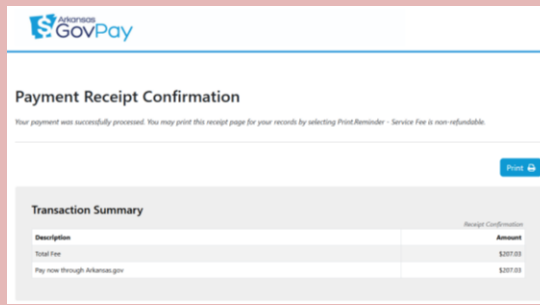 Arkansas
GovPay
Payment Receipt Confirmation
Your payment was successfully processed. You may print this receipt page for your records by selecting Print.Reminder - Service Fee is non-refundable.
Print
Transaction Summary
Receipt Confirmation
Description Amount
Total Fee $207.03
Pay now through Arkansas.gov $207.03